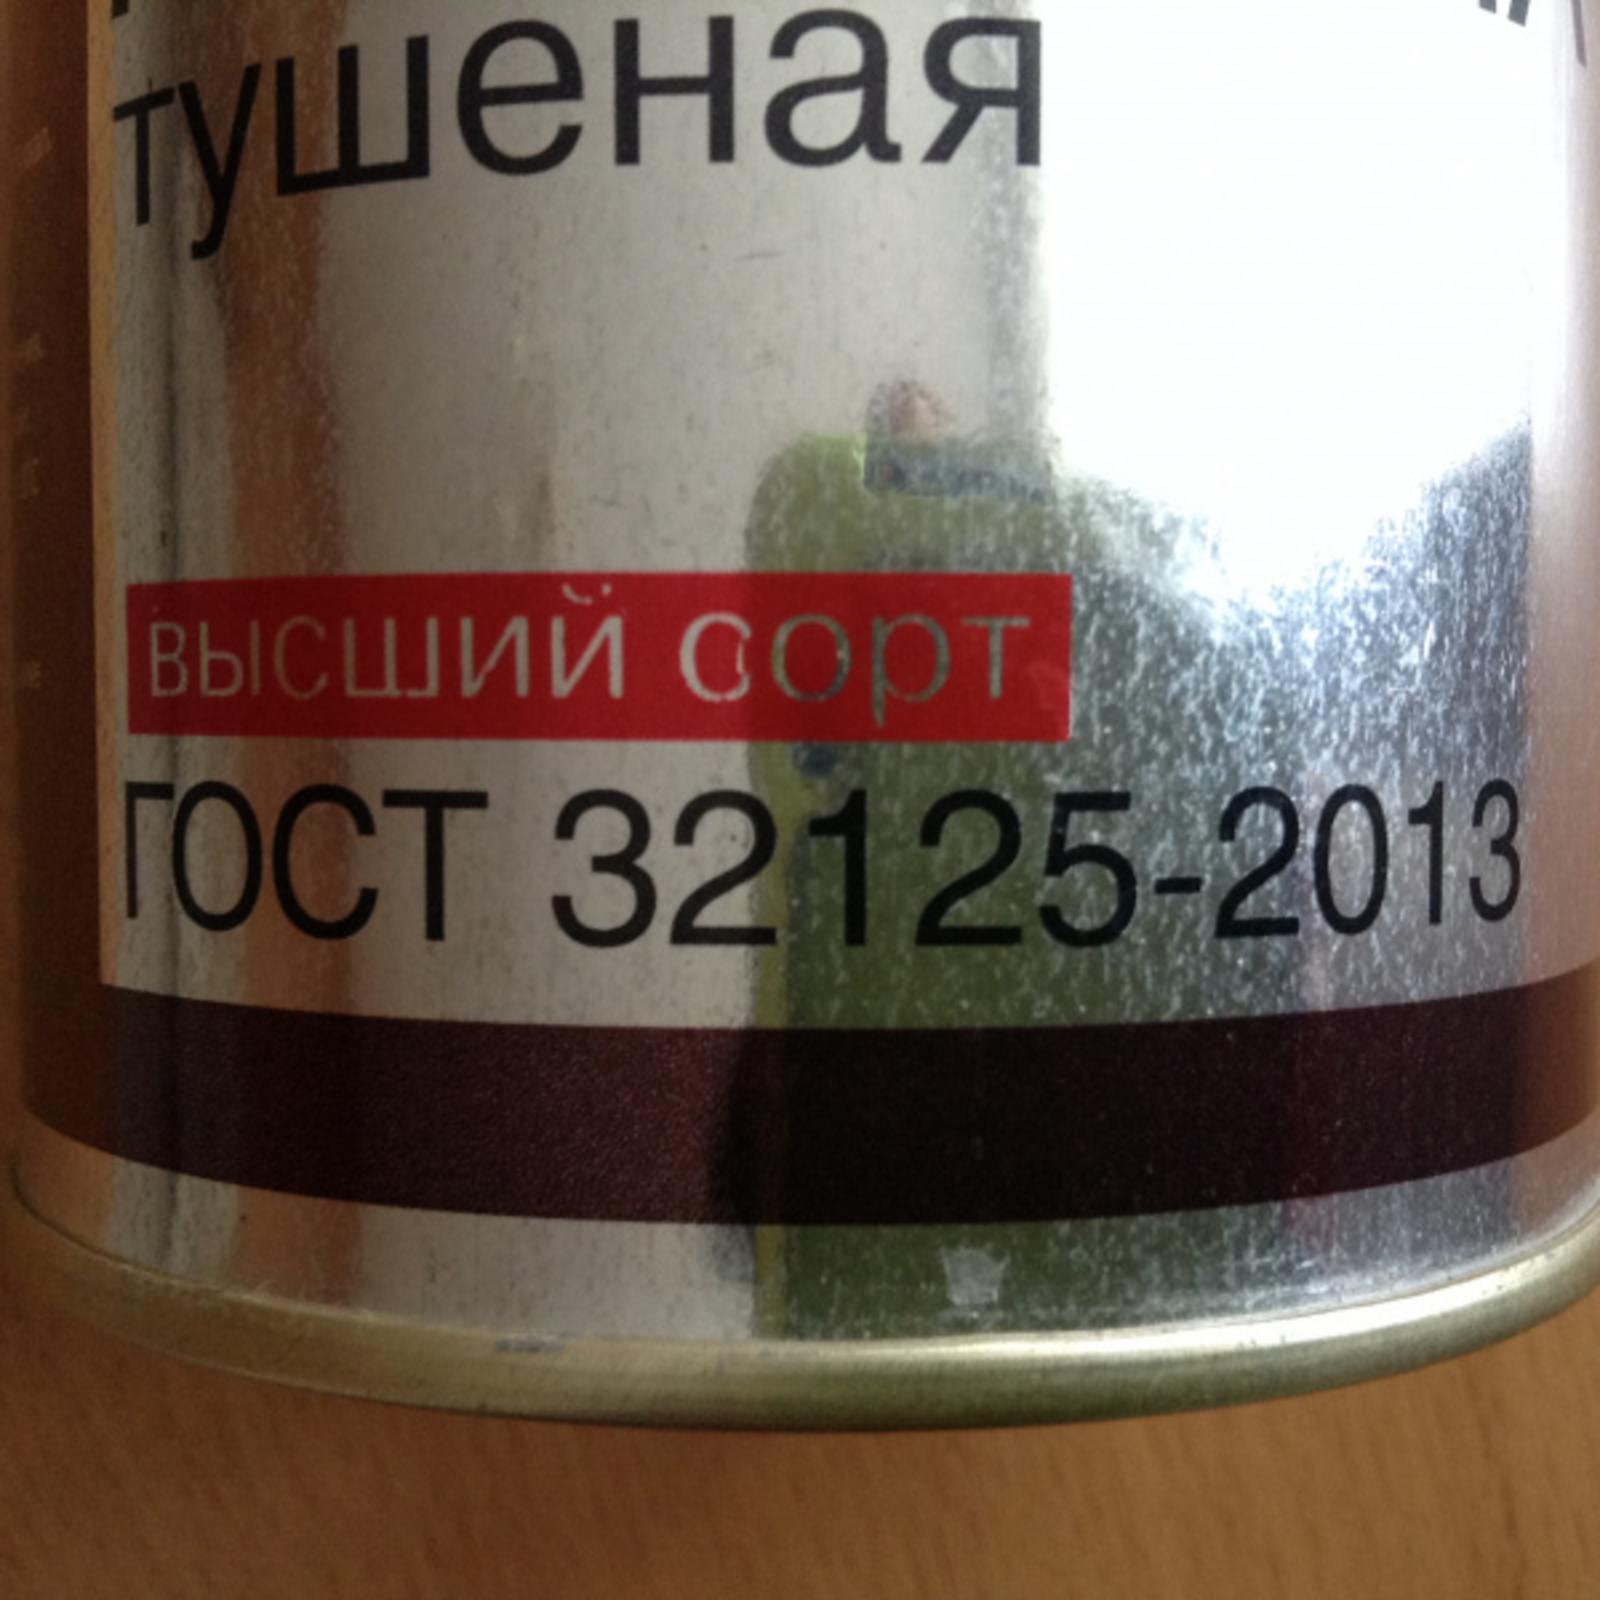 тушеная
высший сорт
ГОСТ 32125-2013